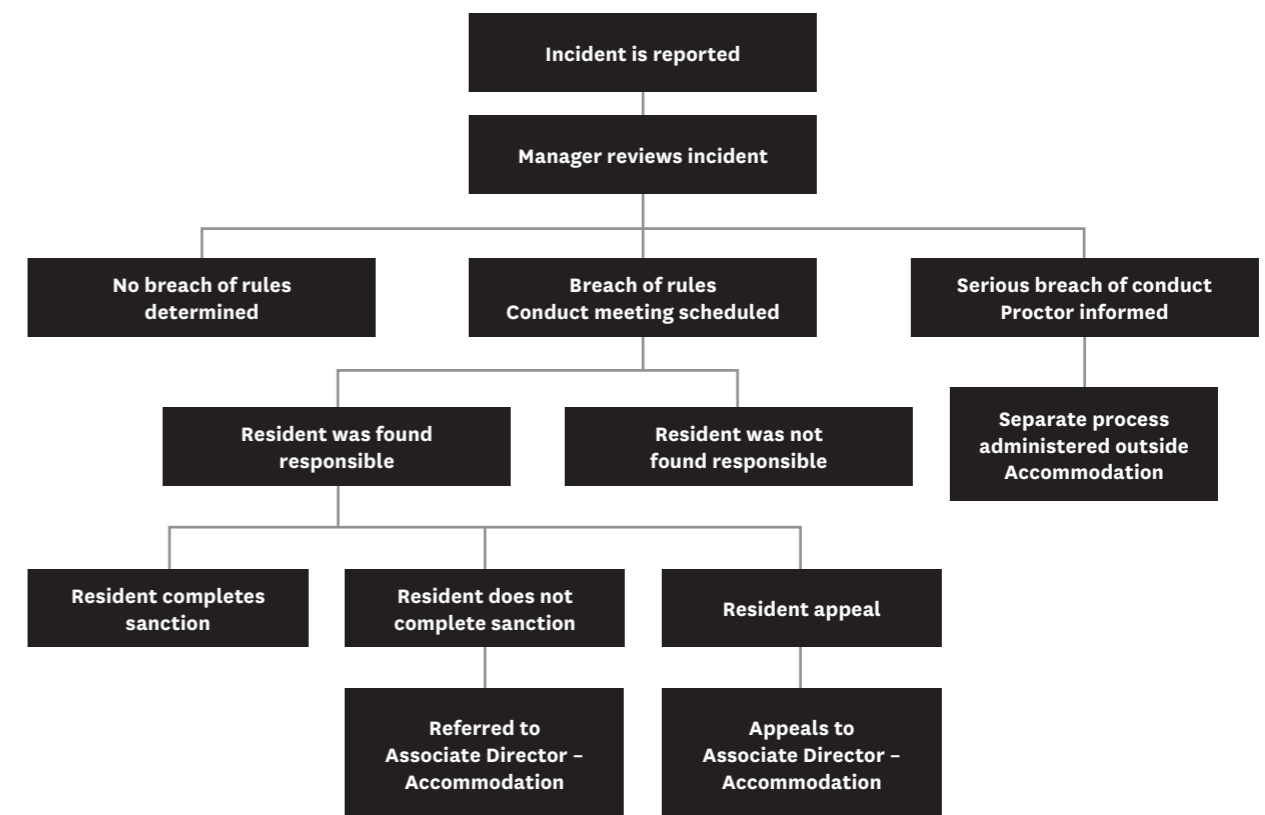 Incident is reported
Manager reviews incident
No breach of rules
determined
Breach of rules
Conduct meeting scheduled
Serious breach of conduct
Proctor informed
Resident was found
responsible
Resident was not
found responsible
Separate process
administered outside
Accommodation
Resident completes
sanction
Resident does not
complete sanction
Resident appeal
Referred to
Associate Director –
Accommodation
Appeals to
Associate Director –
Accommodation